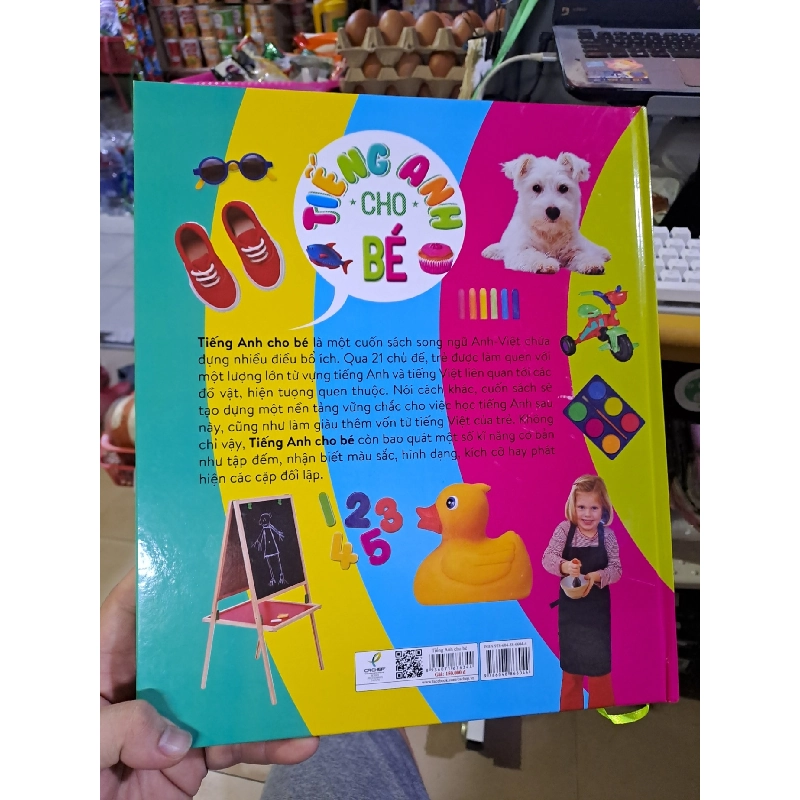 TIẾNG ANH
CHO
BÉ
Tiếng Anh cho bé là một cuốn sách song ngữ Anh-Việt chứa
đựng nhiều điều bổ ích. Qua 21 chủ đề, trẻ được làm quen với
một lượng lớn từ vựng tiếng Anh và tiếng Việt liên quan tới các
đồ vật, hiện tượng quen thuộc. Nói cách khác, cuốn sách sẽ
tạo dựng một nền tảng vững chắc cho việc học tiếng Anh sau
này, cũng như làm giàu thêm vốn từ tiếng Việt của trẻ. Không
chỉ vậy, Tiếng Anh cho bé còn bao quát một số kĩ năng cơ bản
như tập đếm, nhận biết màu sắc, hình dạng, kích cỡ hay phát
hiện các cặp đối lập.
1 2 3
4 5
Tiếng Anh cho bé